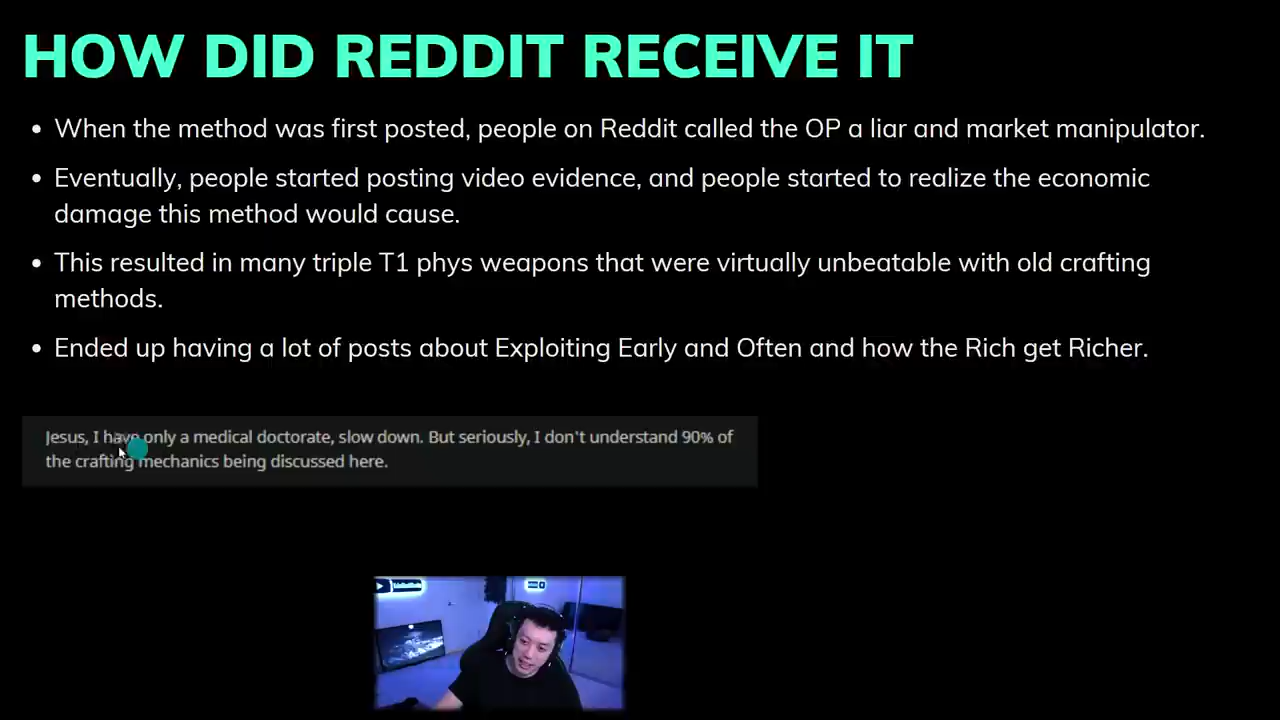 HOW DID REDDIT RECEIVE IT
• When the method was first posted, people on Reddit called the OP a liar and market manipulator.
• Eventually, people started posting video evidence, and people started to realize the economic
damage this method would cause.
• This resulted in many triple T1 phys weapons that were virtually unbeatable with old crafting
methods.
• Ended up having a lot of posts about Exploiting Early and Often and how the Rich get Richer.
Jesus, I have only a medical doctorate, slow down. But seriously, I don't understand 90% of
the crafting mechanics being discussed here.